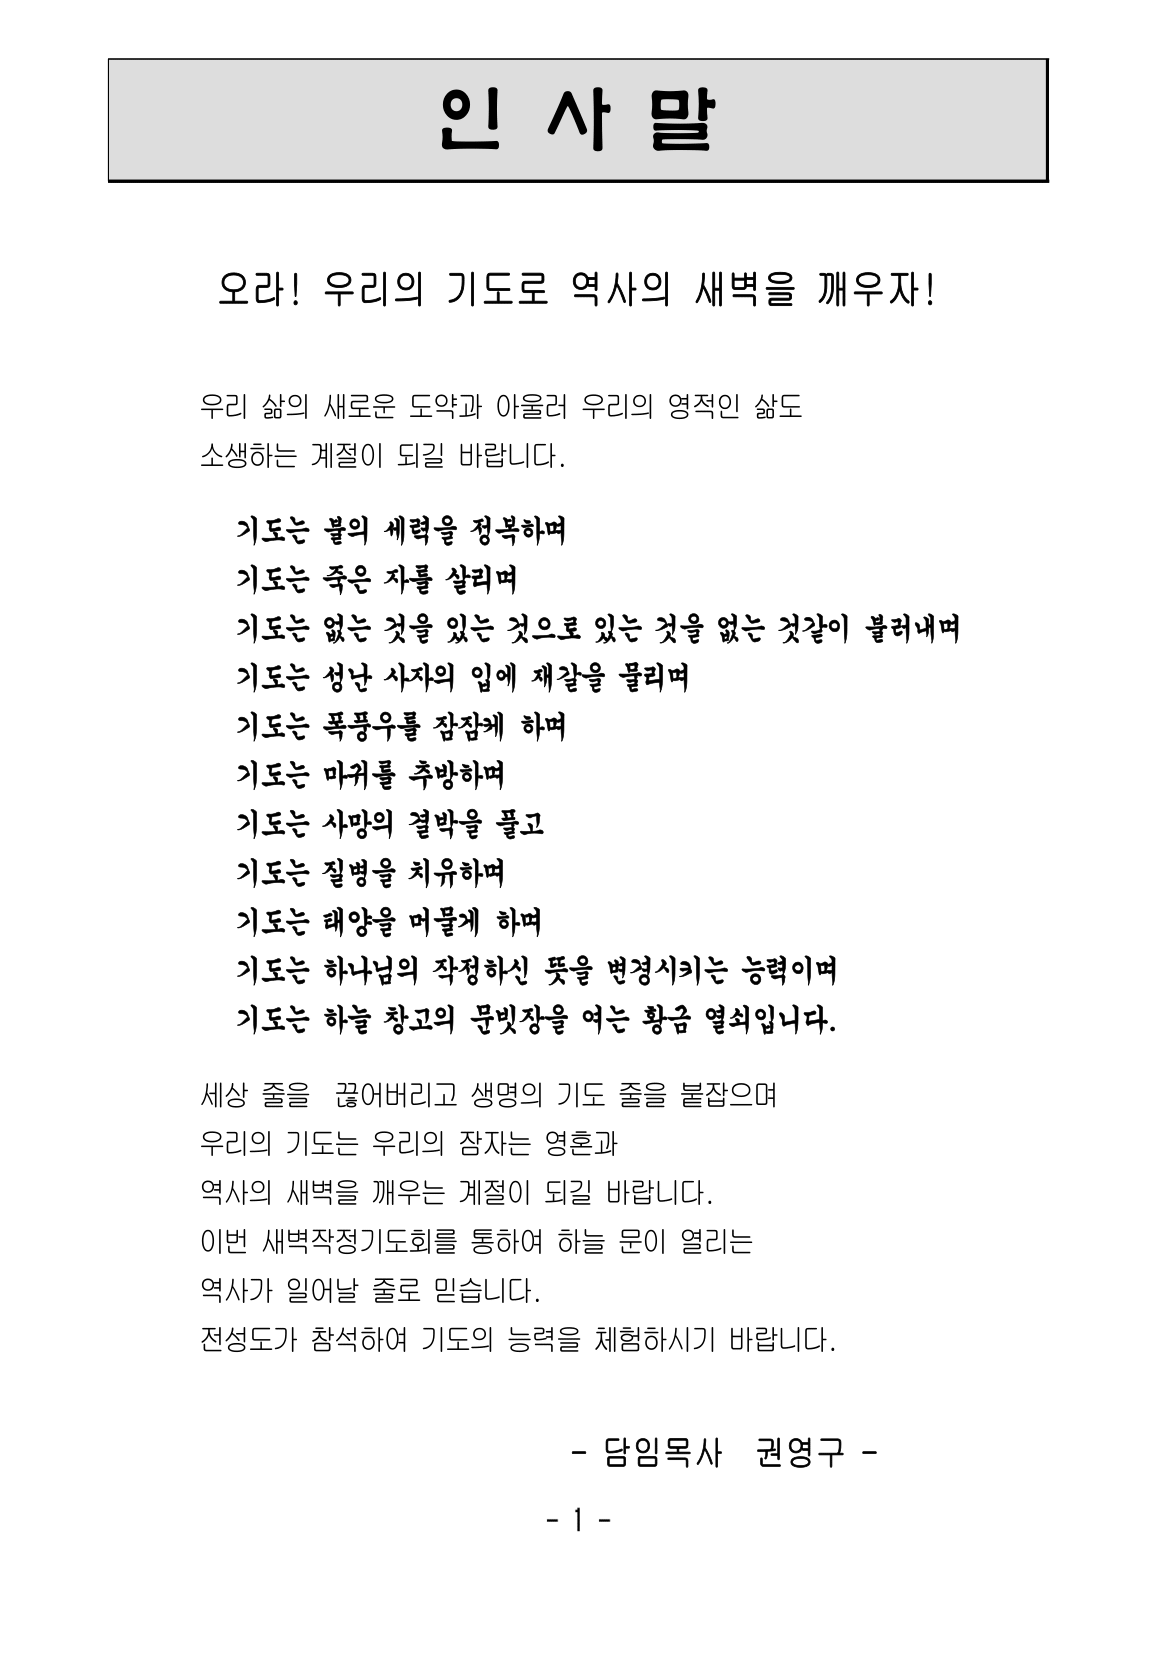 인 사 말
오라! 우리의 기도로 역사의 새벽을 깨우자!
우리 삶의 새로운 도약과 아울러 우리의 영적인 삶도
소생하는 계절이 되길 바랍니다.
기도는 불의 세력을 정복하며
기도는 죽은 자를 살리며
기도는 없는 것을 있는 것으로 있는 것을 없는 것같이 불러내며
기도는 성난 사자의 입에 재갈을 물리며
기도는 폭풍우를 잠잠케 하며
기도는 마귀를 추방하며
기도는 사망의 결박을 풀고
기도는 질병을 치유하며
기도는 태양을 머물게 하며
기도는 하나님의 작정하신 뜻을 변경시키는 능력이며
기도는 하늘 창고의 문빗장을 여는 황금 열쇠입니다.
세상 줄을 끊어버리고 생명의 기도 줄을 붙잡으며
우리의 기도는 우리의 잠자는 영혼과
역사의 새벽을 깨우는 계절이 되길 바랍니다.
이번 새벽작정기도회를 통하여 하늘 문이 열리는
역사가 일어날 줄로 믿습니다.
전성도가 참석하여 기도의 능력을 체험하시기 바랍니다.
- 담임목사 권영구 -
- 1 -